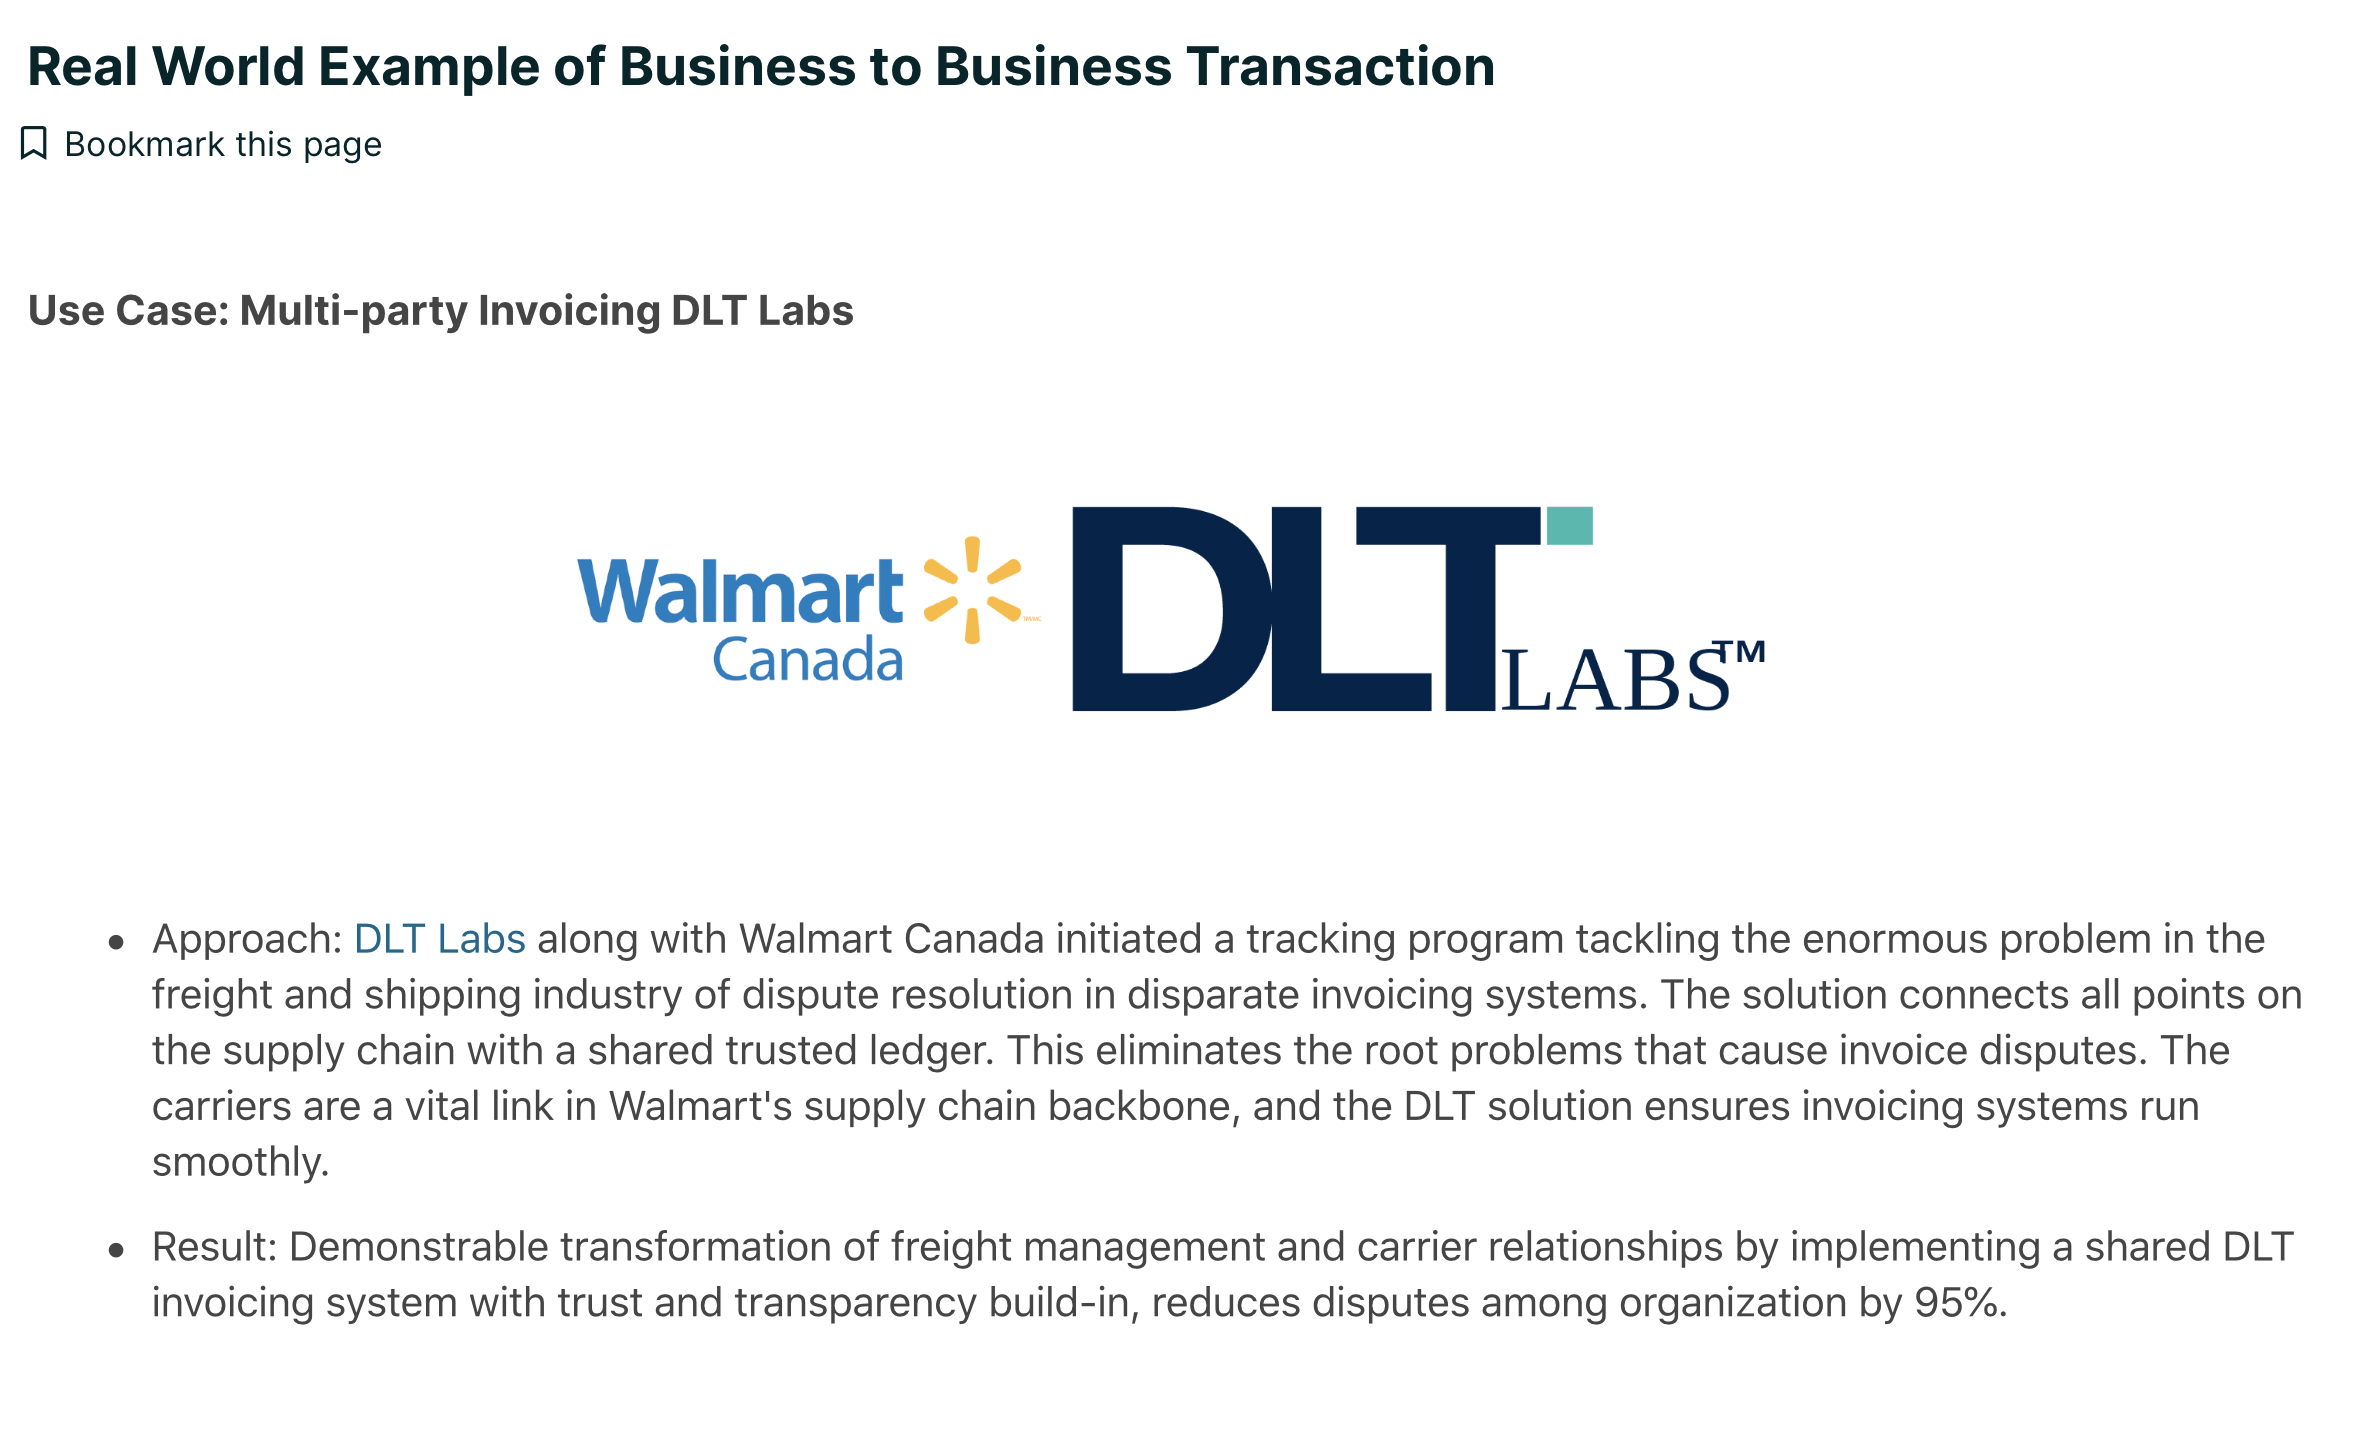 Real World Example of Business to Business Transaction
Bookmark this page
Use Case: Multi-party Invoicing DLT Labs
Walmart
Canada
DLT
LABS™
• Approach: DLT Labs along with Walmart Canada initiated a tracking program tackling the enormous problem in the
freight and shipping industry of dispute resolution in disparate invoicing systems. The solution connects all points on
the supply chain with a shared trusted ledger. This eliminates the root problems that cause invoice disputes. The
carriers are a vital link in Walmart's supply chain backbone, and the DLT solution ensures invoicing systems run
smoothly.
• Result: Demonstrable transformation of freight management and carrier relationships by implementing a shared DLT
invoicing system with trust and transparency build-in, reduces disputes among organization by 95%.